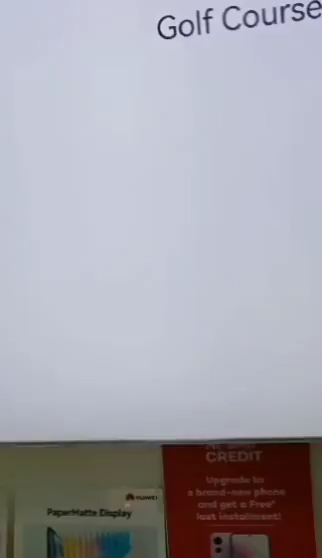 Golf Course
HUAWEI
PaperMatte Display
CREDIT
Upgrade to
a brand-new phone
and get a Free*
last installment!